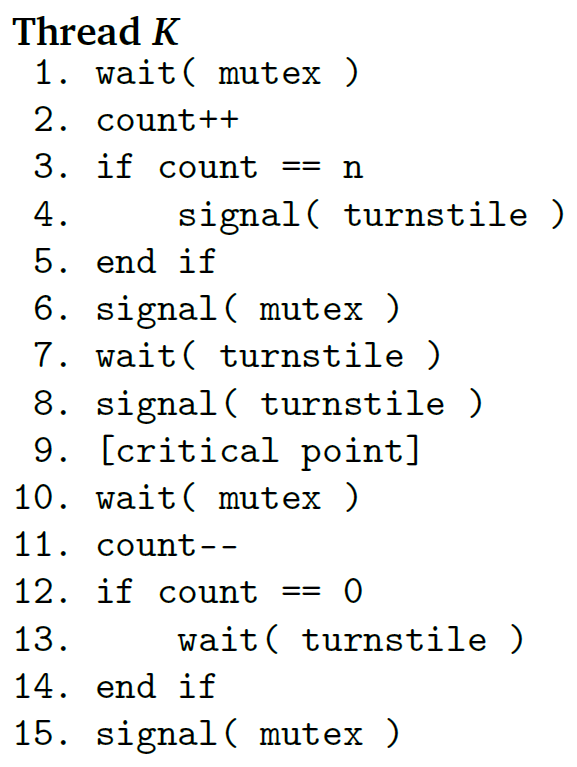 Thread K
1. wait( mutex )
2. count++
3. if count == n
4.     signal( turnstile )
5. end if
6. signal( mutex )
7. wait( turnstile )
8. signal( turnstile )
9. [critical point]
10. wait( mutex )
11. count--
12. if count == 0
13.     wait( turnstile )
14. end if
15. signal( mutex )